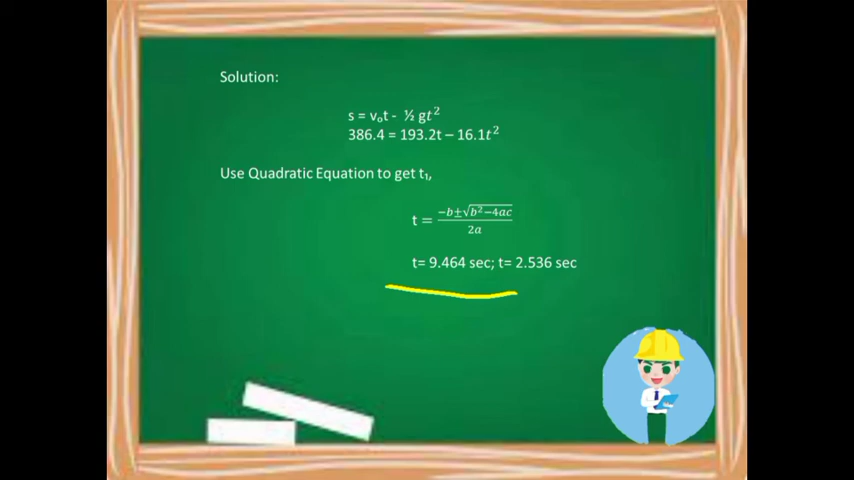 Solution:
s = vₒt - ½ gt²
386.4 = 193.2t – 16.1t²
Use Quadratic Equation to get t₁,
t = (-b±√(b²−4ac))/(2a)
t= 9.464 sec; t= 2.536 sec